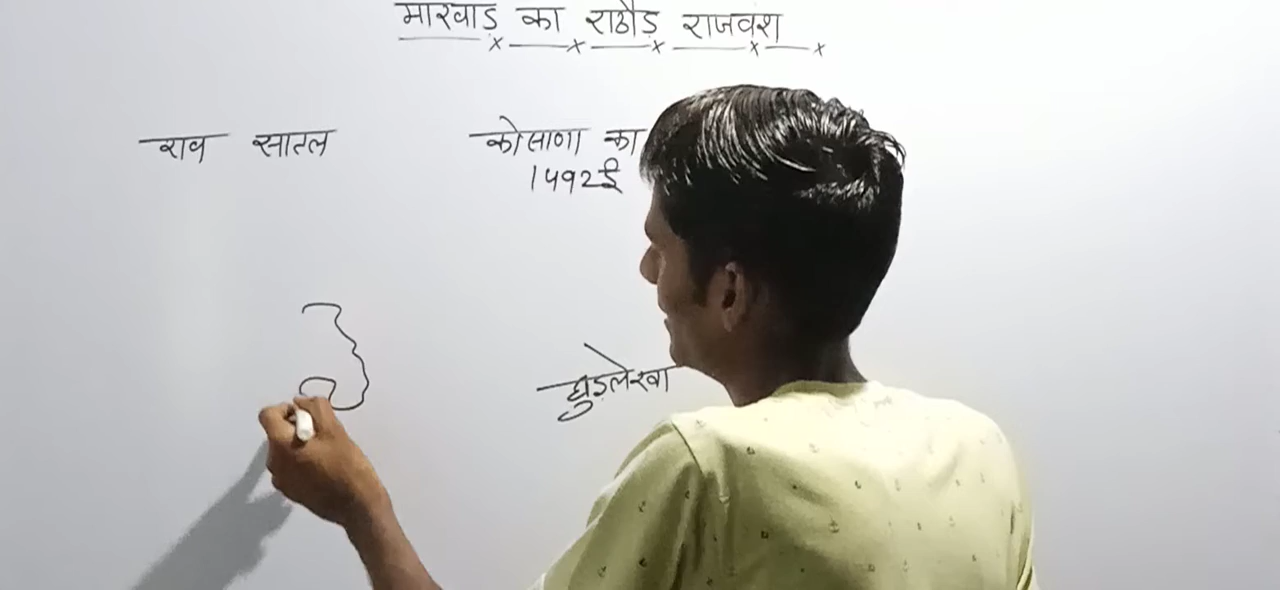 मारवाड़ का राठौड़ राजवंश
राव सातल
कोसाणा का
1492ई
घुड़लेखा